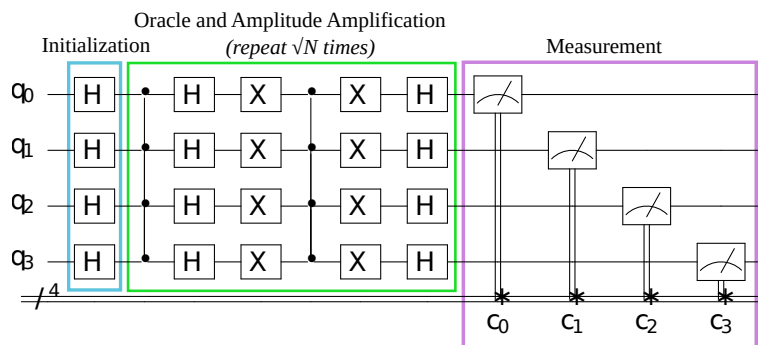 Oracle and Amplitude Amplification
Initialization (repeat √N times) Measurement
q0 H H X X H
q1 H H X X H
q2 H H X X H
q3 H H X X H
4
c0 c1 c2 c3